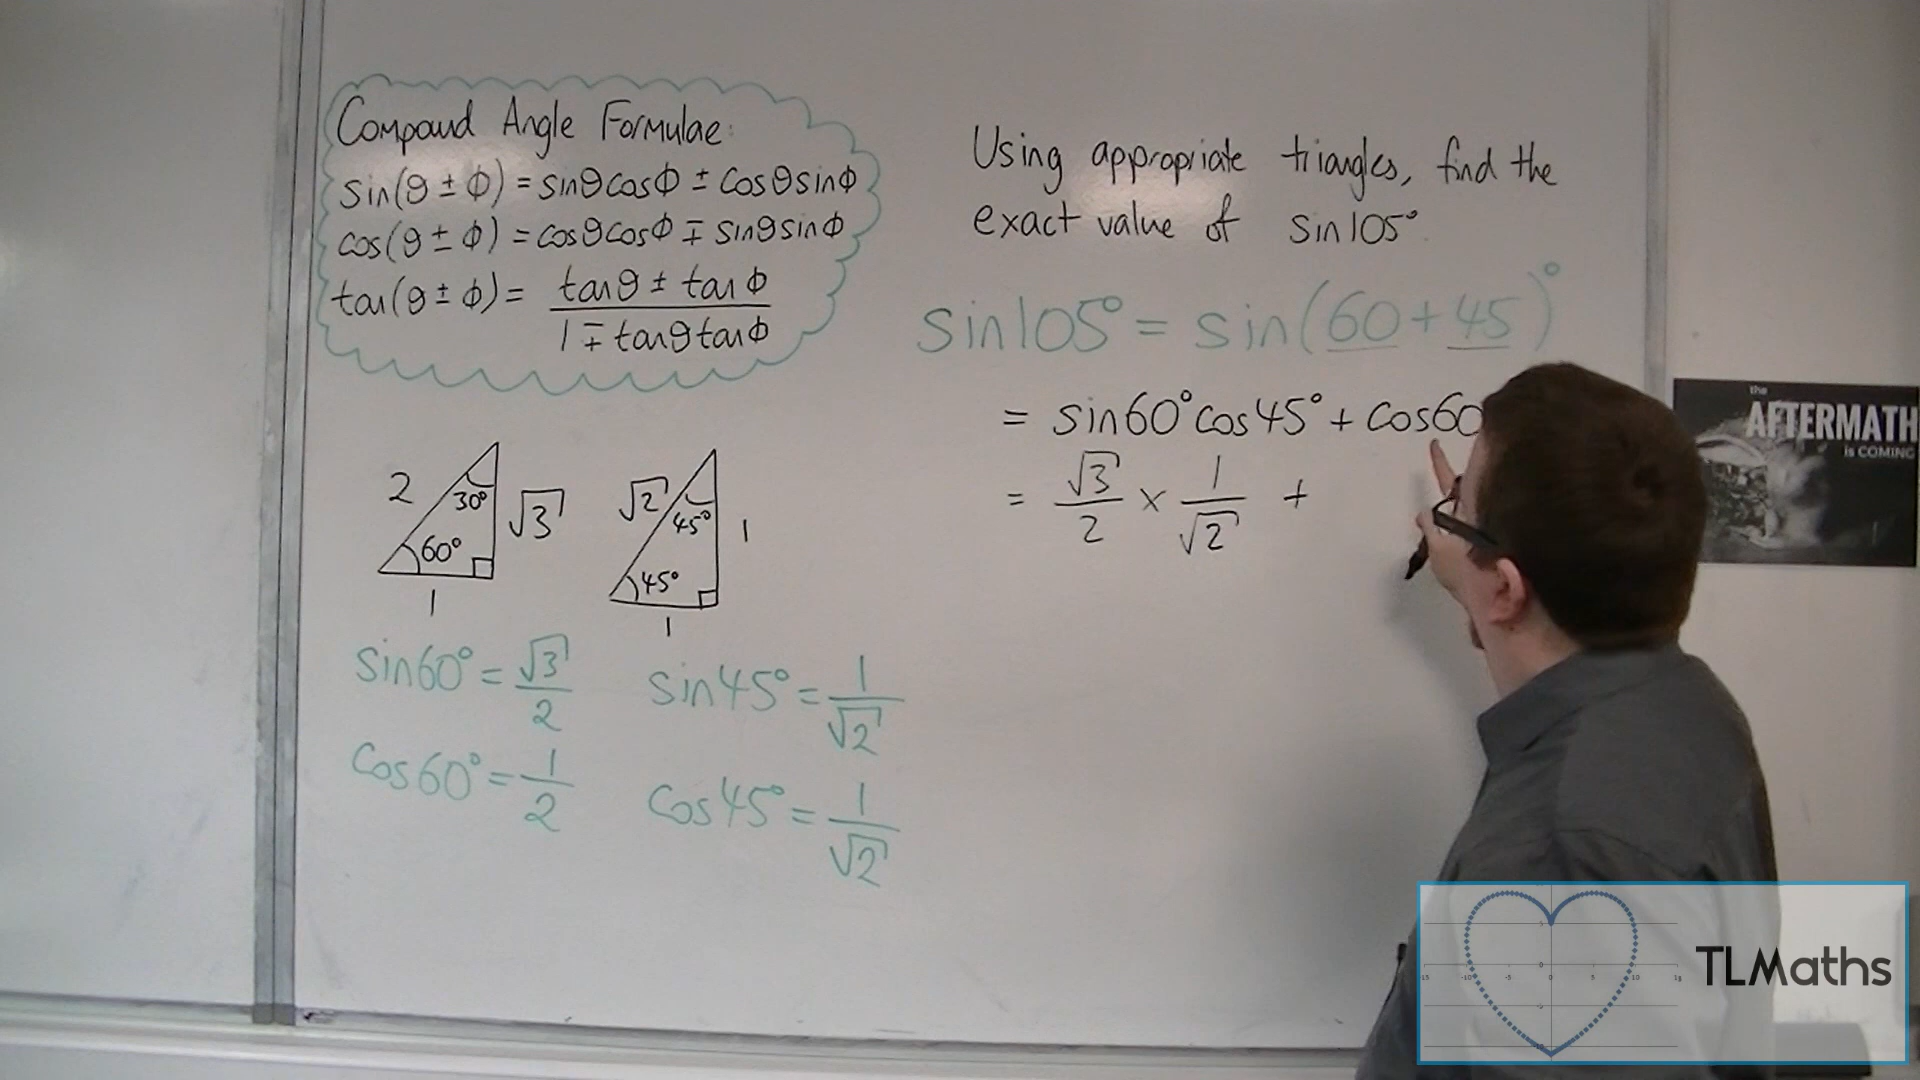 Compound Angle Formulae:
sin(θ ± Φ) = sinθcosΦ ± cosθsinΦ
cos(θ ± Φ) = cosθcosΦ ∓ sinθsinΦ
tan(θ ± Φ) = tanθ ± tanΦ / 1 ∓ tanθtanΦ
Using appropriate triangles, find the
exact value of sin105°.
sin105° = sin(60 + 45)°
= sin60°cos45° + cos60
= √3/2 × 1/√2 +
2 30° √3 60° 1
√2 45° 1 45° 1
sin60° = √3/2
cos60° = 1/2
sin45° = 1/√2
cos45° = 1/√2
the
AFTERMATH
is COMING
TLMaths